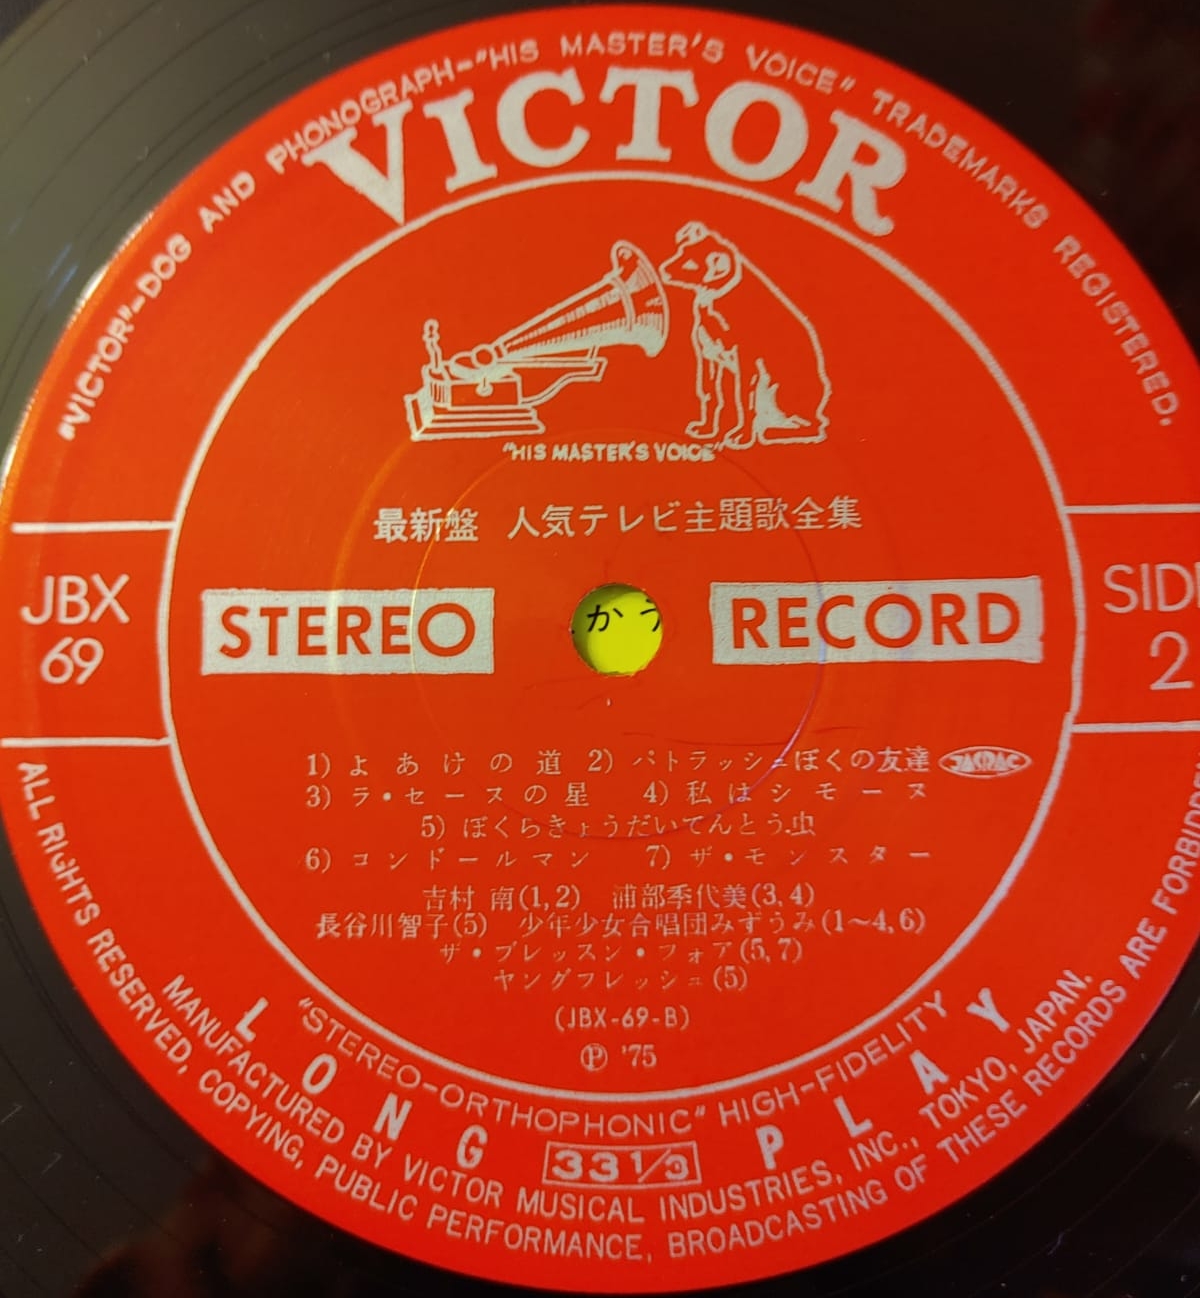 "VICTOR"-DOG AND PHONOGRAPH-"HIS MASTER'S VOICE" TRADEMARKS REGISTERED,
VICTOR
"HIS MASTER'S VOICE"
最新盤 人気テレビ主題歌全集
JBX
69
STEREO
かう
RECORD
SIDE
2
1) よあけの道 2) パトラッシュぼくの友達 JASRAC
3) ラ・セーヌの星 4) 私はシモーヌ
5) ぼくらきょうだいてんとう虫
6) コンドールマン 7) ザ・モンスター
吉村 南(1,2) 浦部季代美(3,4)
長谷川智子(5) 少年少女合唱団みずうみ(1〜4,6)
ザ・ブレッスン・フォア(5,7)
ヤングフレッシュ(5)
(JBX-69-B)
Ⓟ '75
"STEREO-ORTHOPHONIC" HIGH-FIDELITY
LONG 33 1/3 PLAY
MANUFACTURED BY VICTOR MUSICAL INDUSTRIES, INC., TOKYO, JAPAN.
ALL RIGHTS RESERVED, COPYING, PUBLIC PERFORMANCE, BROADCASTING OF THESE RECORDS ARE FORBIDDEN